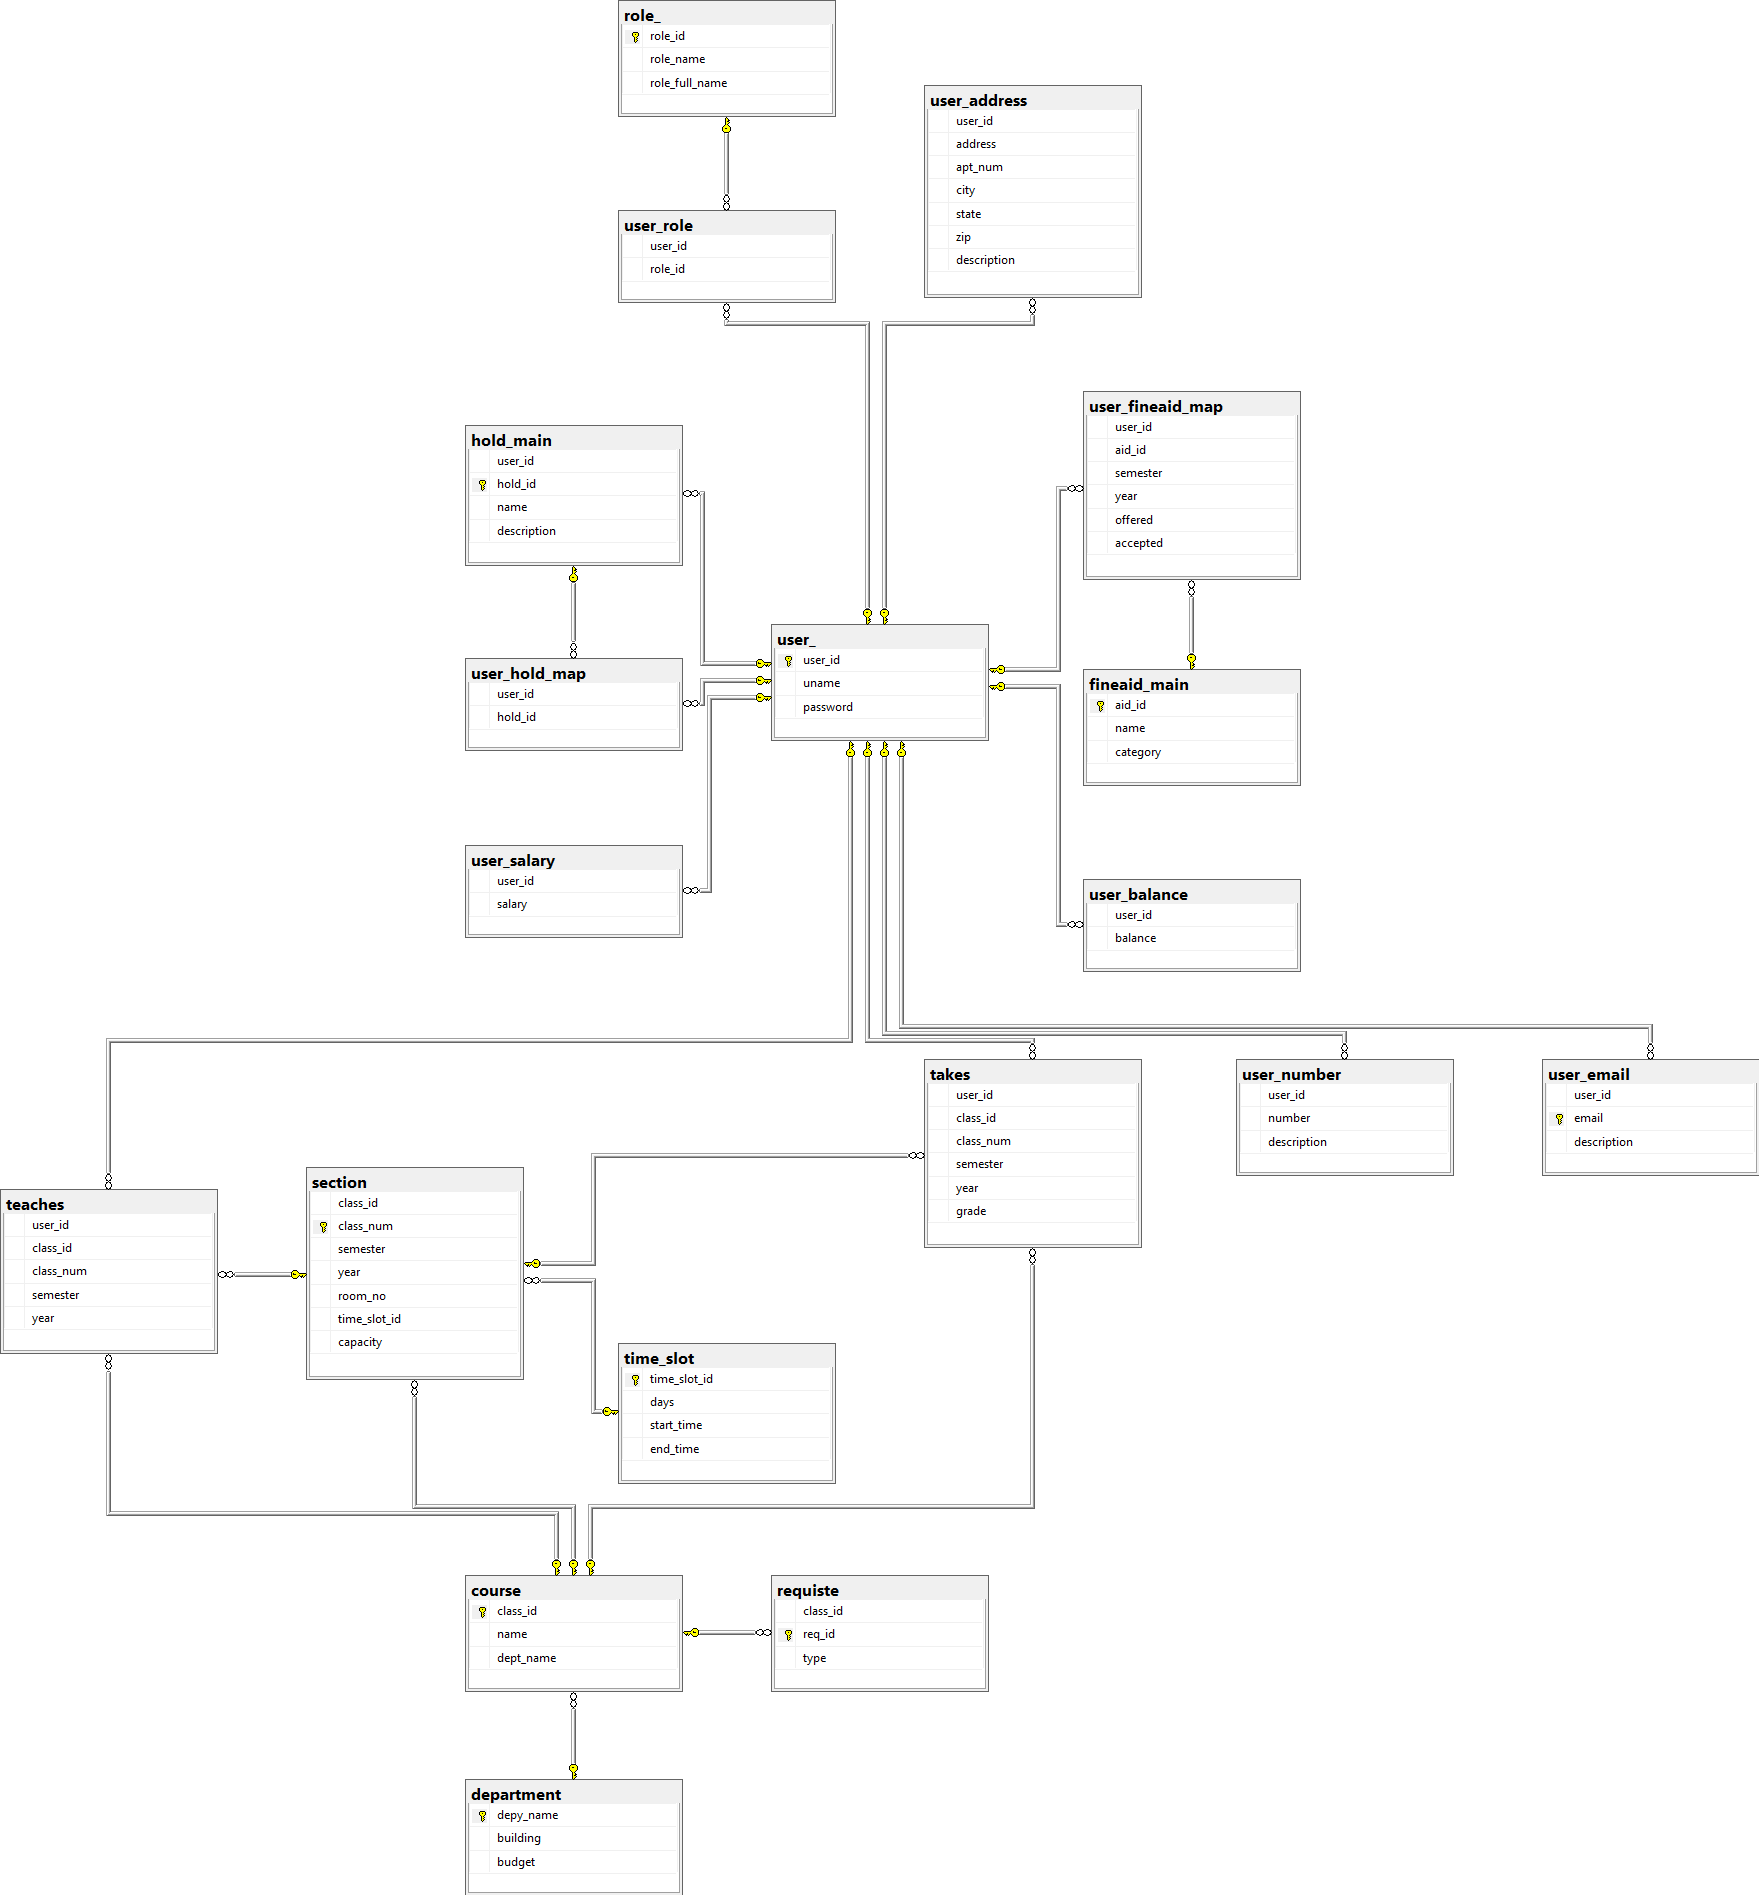 role_
role_id
role_name
role_full_name
user_address
user_id
address
apt_num
city
state
zip
description
user_role
user_id
role_id
user_fineaid_map
user_id
aid_id
semester
year
offered
accepted
hold_main
user_id
hold_id
name
description
user_
user_id
uname
password
user_hold_map
user_id
hold_id
fineaid_main
aid_id
name
category
user_salary
user_id
salary
user_balance
user_id
balance
takes
user_id
class_id
class_num
semester
year
grade
user_number
user_id
number
description
user_email
user_id
email
description
teaches
user_id
class_id
class_num
semester
year
section
class_id
class_num
semester
year
room_no
time_slot_id
capacity
time_slot
time_slot_id
days
start_time
end_time
course
class_id
name
dept_name
requiste
class_id
req_id
type
department
depy_name
building
budget